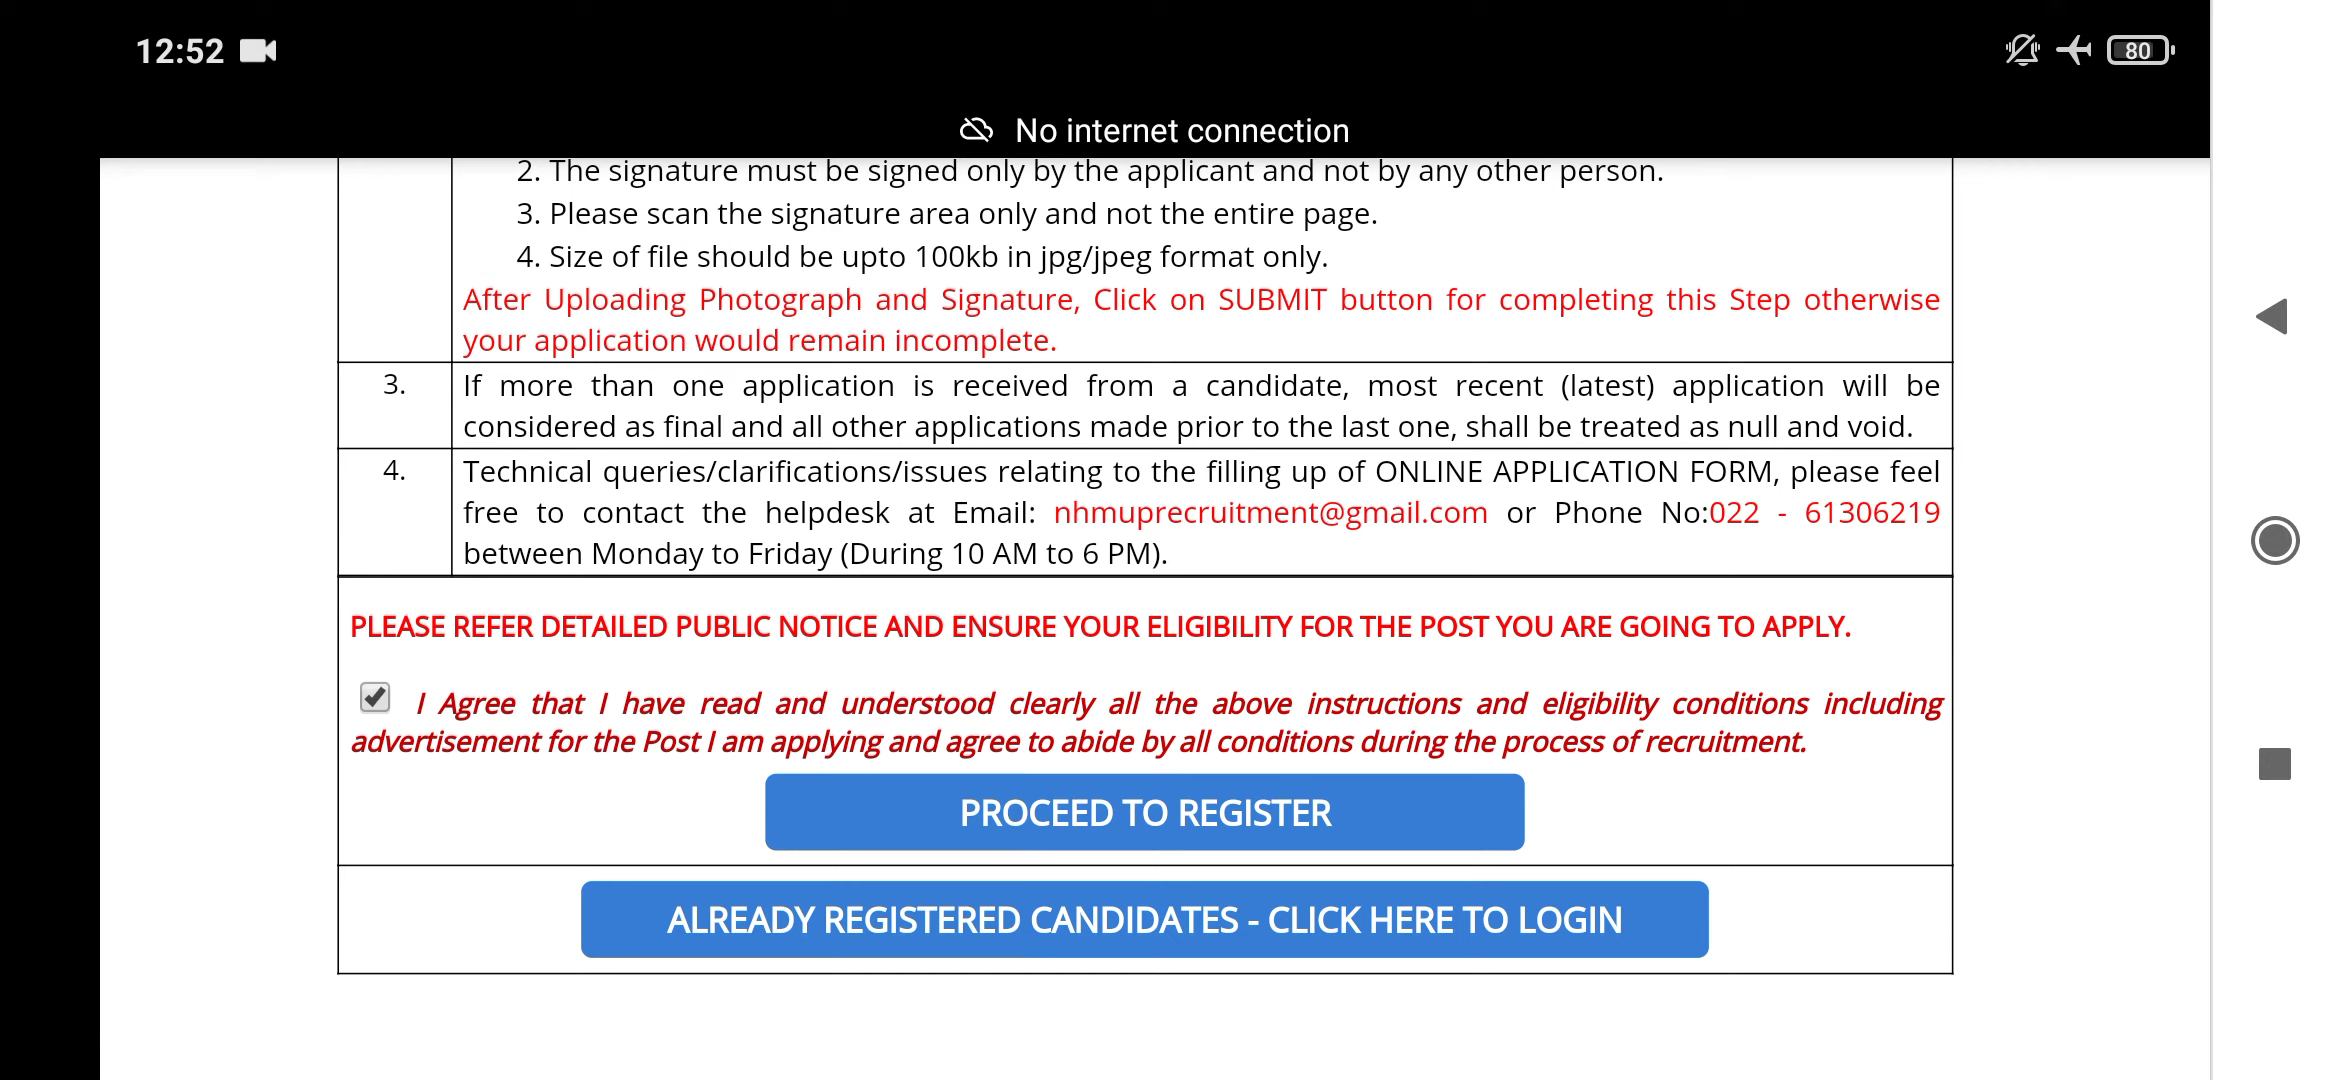 12:52
80
No internet connection
2. The signature must be signed only by the applicant and not by any other person.
3. Please scan the signature area only and not the entire page.
4. Size of file should be upto 100kb in jpg/jpeg format only.
After Uploading Photograph and Signature, Click on SUBMIT button for completing this Step otherwise
your application would remain incomplete.
3. If more than one application is received from a candidate, most recent (latest) application will be
considered as final and all other applications made prior to the last one, shall be treated as null and void.
4. Technical queries/clarifications/issues relating to the filling up of ONLINE APPLICATION FORM, please feel
free to contact the helpdesk at Email: nhmuprecruitment@gmail.com or Phone No:022 - 61306219
between Monday to Friday (During 10 AM to 6 PM).
PLEASE REFER DETAILED PUBLIC NOTICE AND ENSURE YOUR ELIGIBILITY FOR THE POST YOU ARE GOING TO APPLY.
I Agree that I have read and understood clearly all the above instructions and eligibility conditions including
advertisement for the Post I am applying and agree to abide by all conditions during the process of recruitment.
PROCEED TO REGISTER
ALREADY REGISTERED CANDIDATES - CLICK HERE TO LOGIN